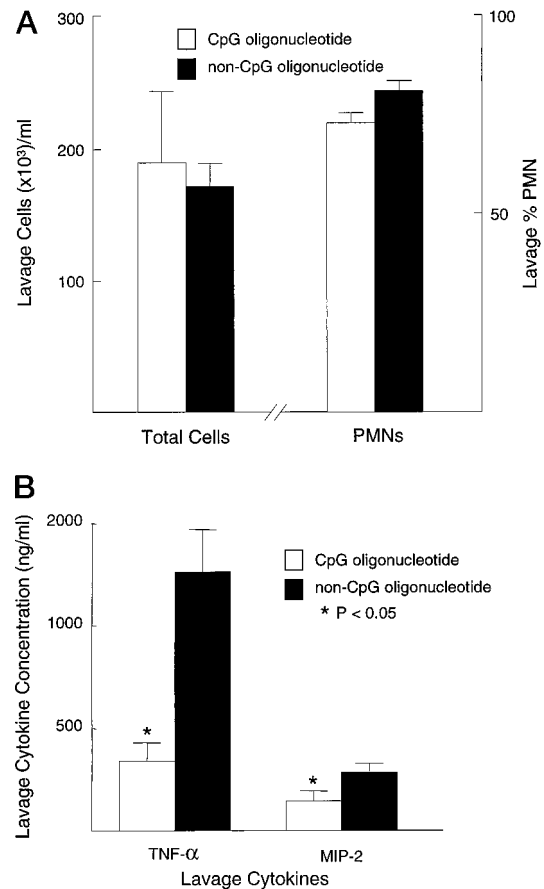 A
CpG oligonucleotide
non-CpG oligonucleotide
Lavage Cells (x10³)/ml
300
200
100
Lavage % PMN
100
50
Total Cells
PMNs
B
CpG oligonucleotide
non-CpG oligonucleotide
* P < 0.05
Lavage Cytokine Concentration (ng/ml)
2000
1000
500
*
*
TNF-α
MIP-2
Lavage Cytokines